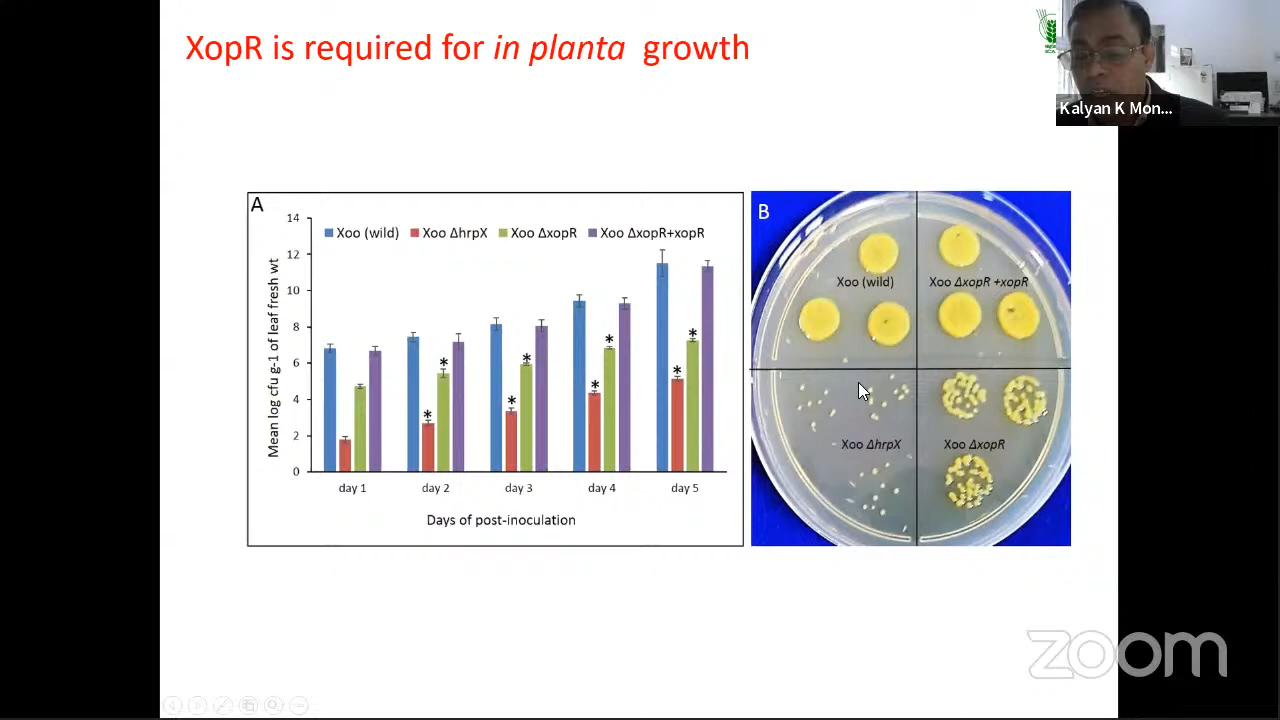 XopR is required for in planta growth
Kalyan K Mon...
A
14
12
10
8
6
4
2
0
Mean log cfu g-1 of leaf fresh wt
Xoo (wild) Xoo ΔhrpX Xoo ΔxopR Xoo ΔxopR+xopR
* * * * * * * *
day 1 day 2 day 3 day 4 day 5
Days of post-inoculation
B
Xoo (wild)
Xoo ΔxopR +xopR
Xoo ΔhrpX
Xoo ΔxopR
zoom